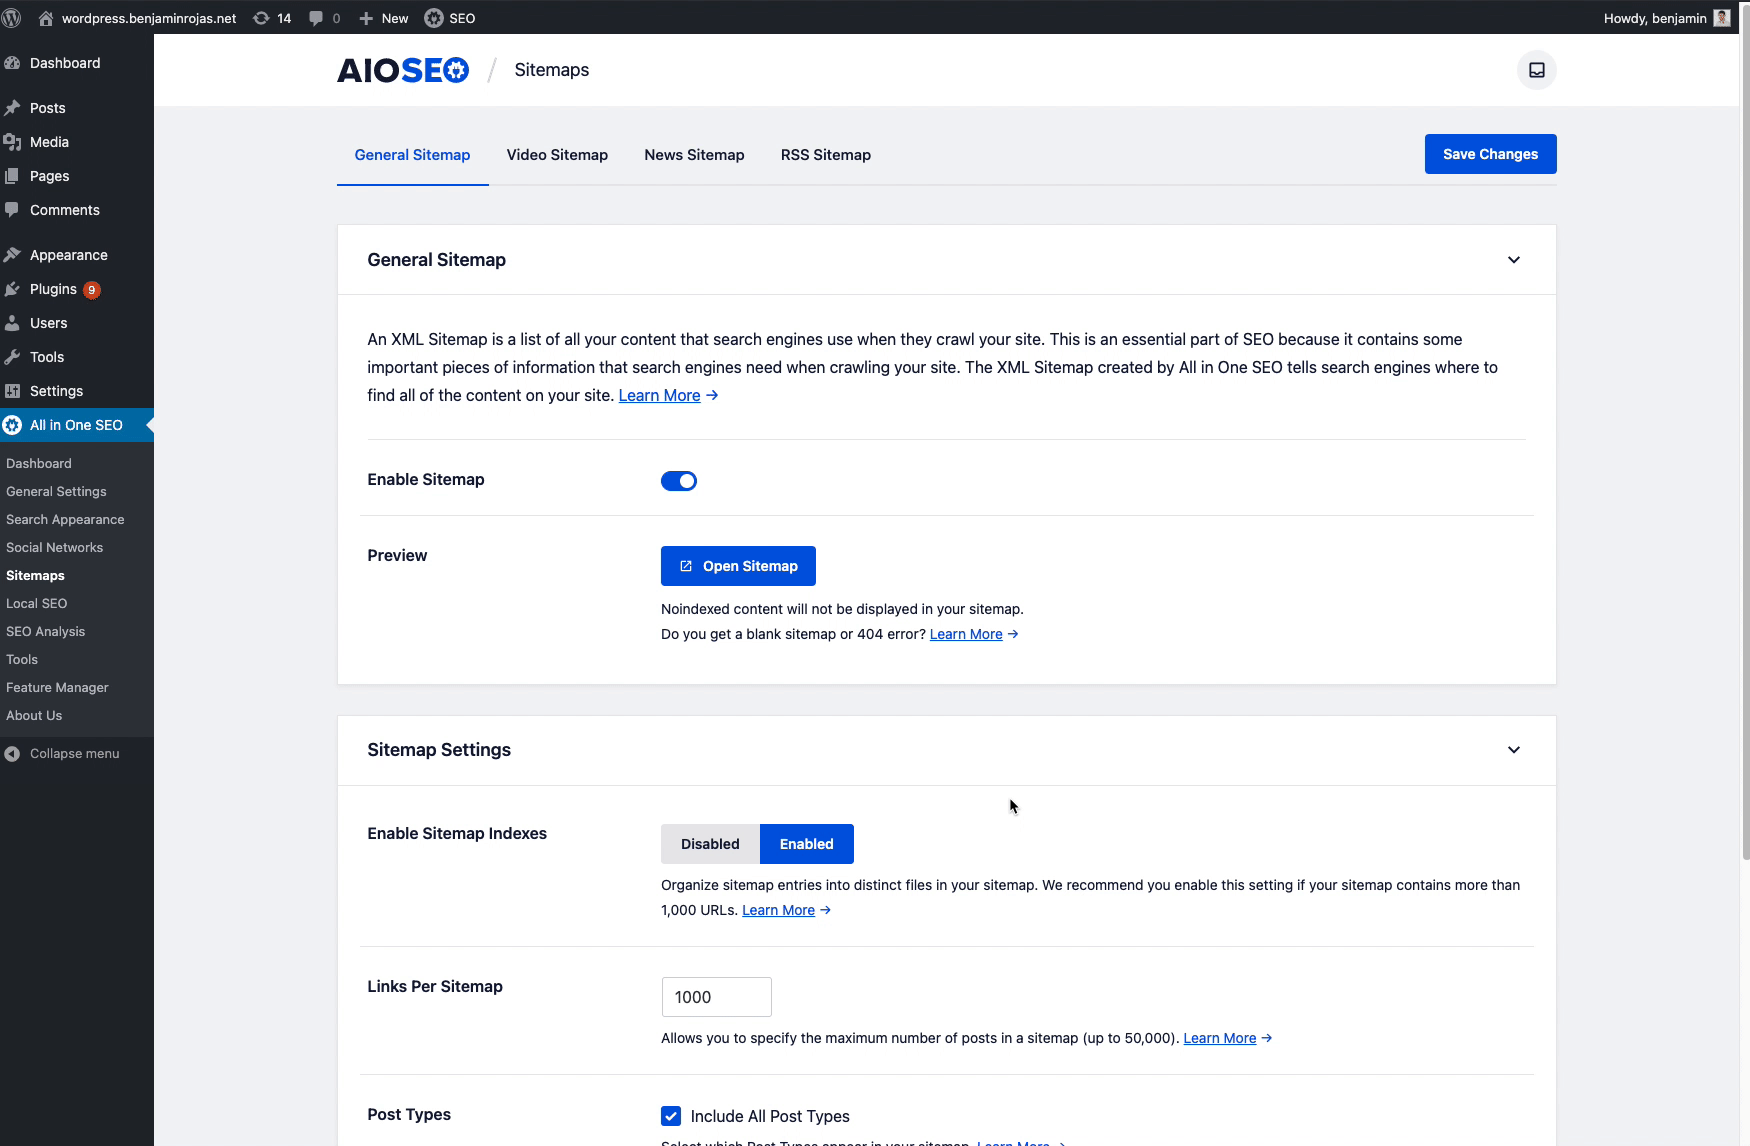 wordpress.benjaminrojas.net 14 0 New SEO Howdy, benjamin
Dashboard
Posts
Media
Pages
Comments
Appearance
Plugins 9
Users
Tools
Settings
All in One SEO
Dashboard
General Settings
Search Appearance
Social Networks
Sitemaps
Local SEO
SEO Analysis
Tools
Feature Manager
About Us
Collapse menu
AIOSEO / Sitemaps
General Sitemap Video Sitemap News Sitemap RSS Sitemap Save Changes
General Sitemap
An XML Sitemap is a list of all your content that search engines use when they crawl your site. This is an essential part of SEO because it contains some
important pieces of information that search engines need when crawling your site. The XML Sitemap created by All in One SEO tells search engines where to
find all of the content on your site. Learn More →
Enable Sitemap
Preview
Open Sitemap
Noindexed content will not be displayed in your sitemap.
Do you get a blank sitemap or 404 error? Learn More →
Sitemap Settings
Enable Sitemap Indexes
Disabled Enabled
Organize sitemap entries into distinct files in your sitemap. We recommend you enable this setting if your sitemap contains more than
1,000 URLs. Learn More →
Links Per Sitemap
1000
Allows you to specify the maximum number of posts in a sitemap (up to 50,000). Learn More →
Post Types
Include All Post Types
Select which Post Types appear in your sitemap. Learn More →